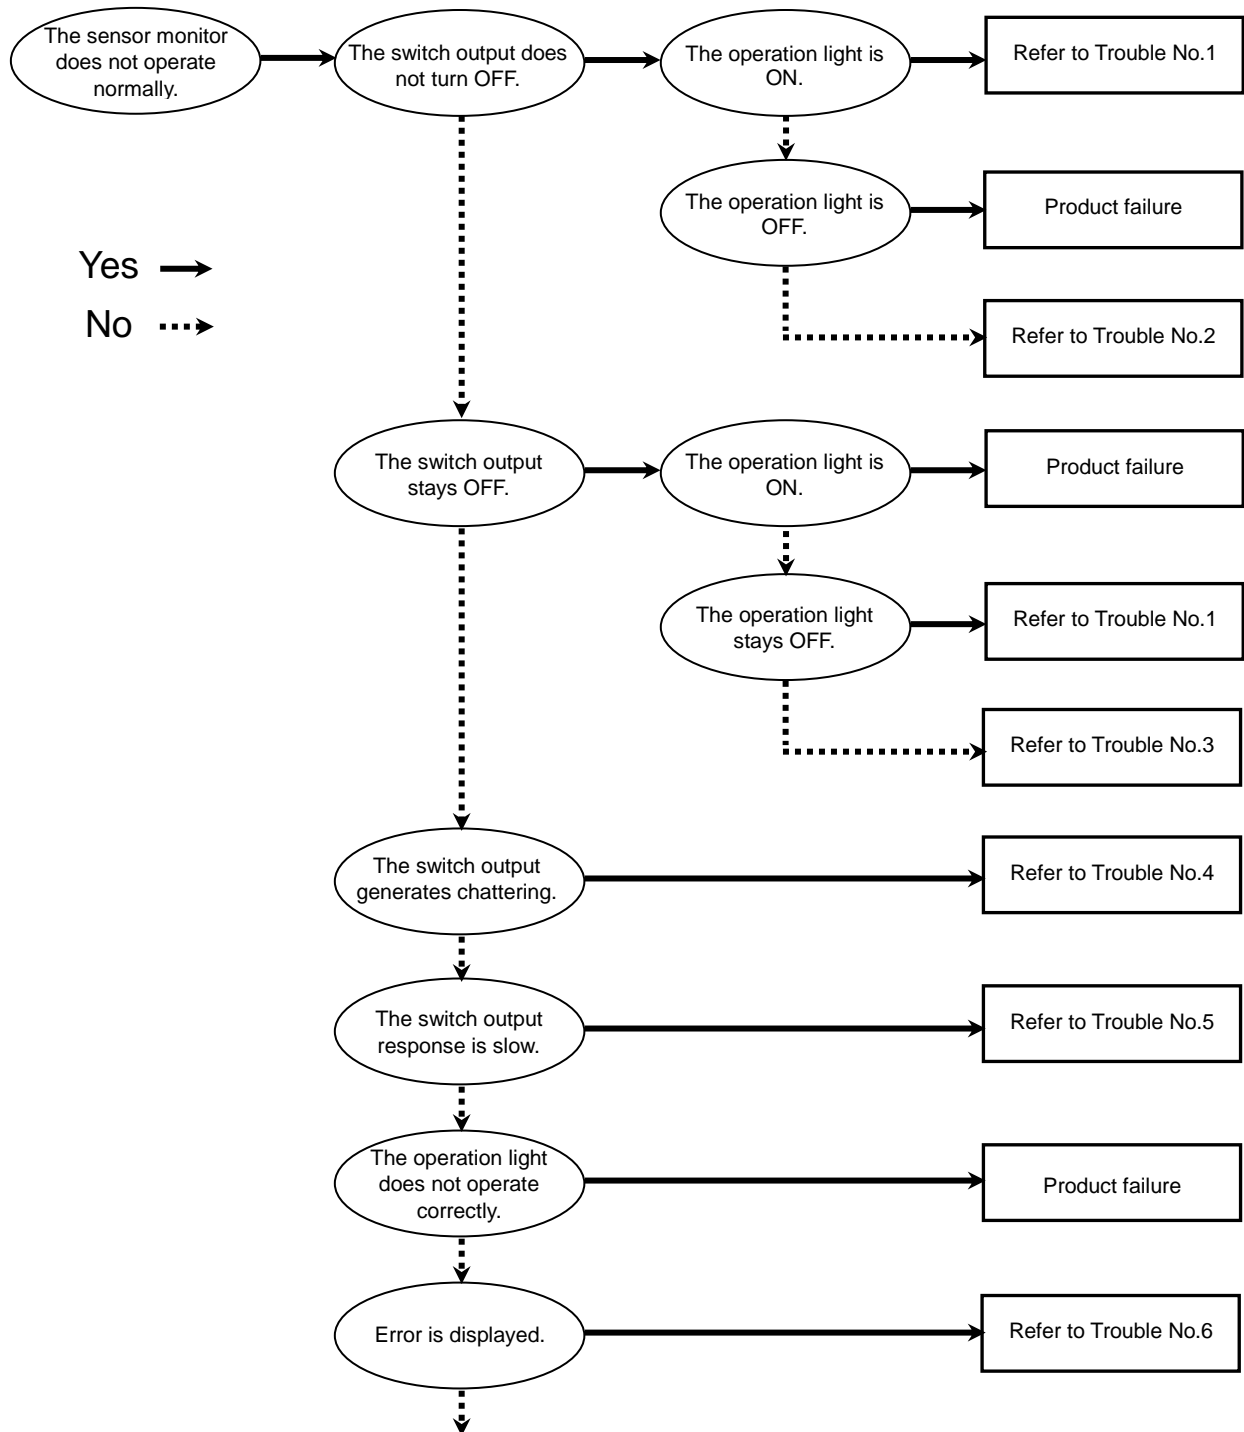 The sensor monitor
does not operate
normally.
The switch output does
not turn OFF.
The operation light is
ON.
Refer to Trouble No.1
The operation light is
OFF.
Product failure
Yes
No
Refer to Trouble No.2
The switch output
stays OFF.
The operation light is
ON.
Product failure
The operation light
stays OFF.
Refer to Trouble No.1
Refer to Trouble No.3
The switch output
generates chattering.
Refer to Trouble No.4
The switch output
response is slow.
Refer to Trouble No.5
The operation light
does not operate
correctly.
Product failure
Error is displayed.
Refer to Trouble No.6